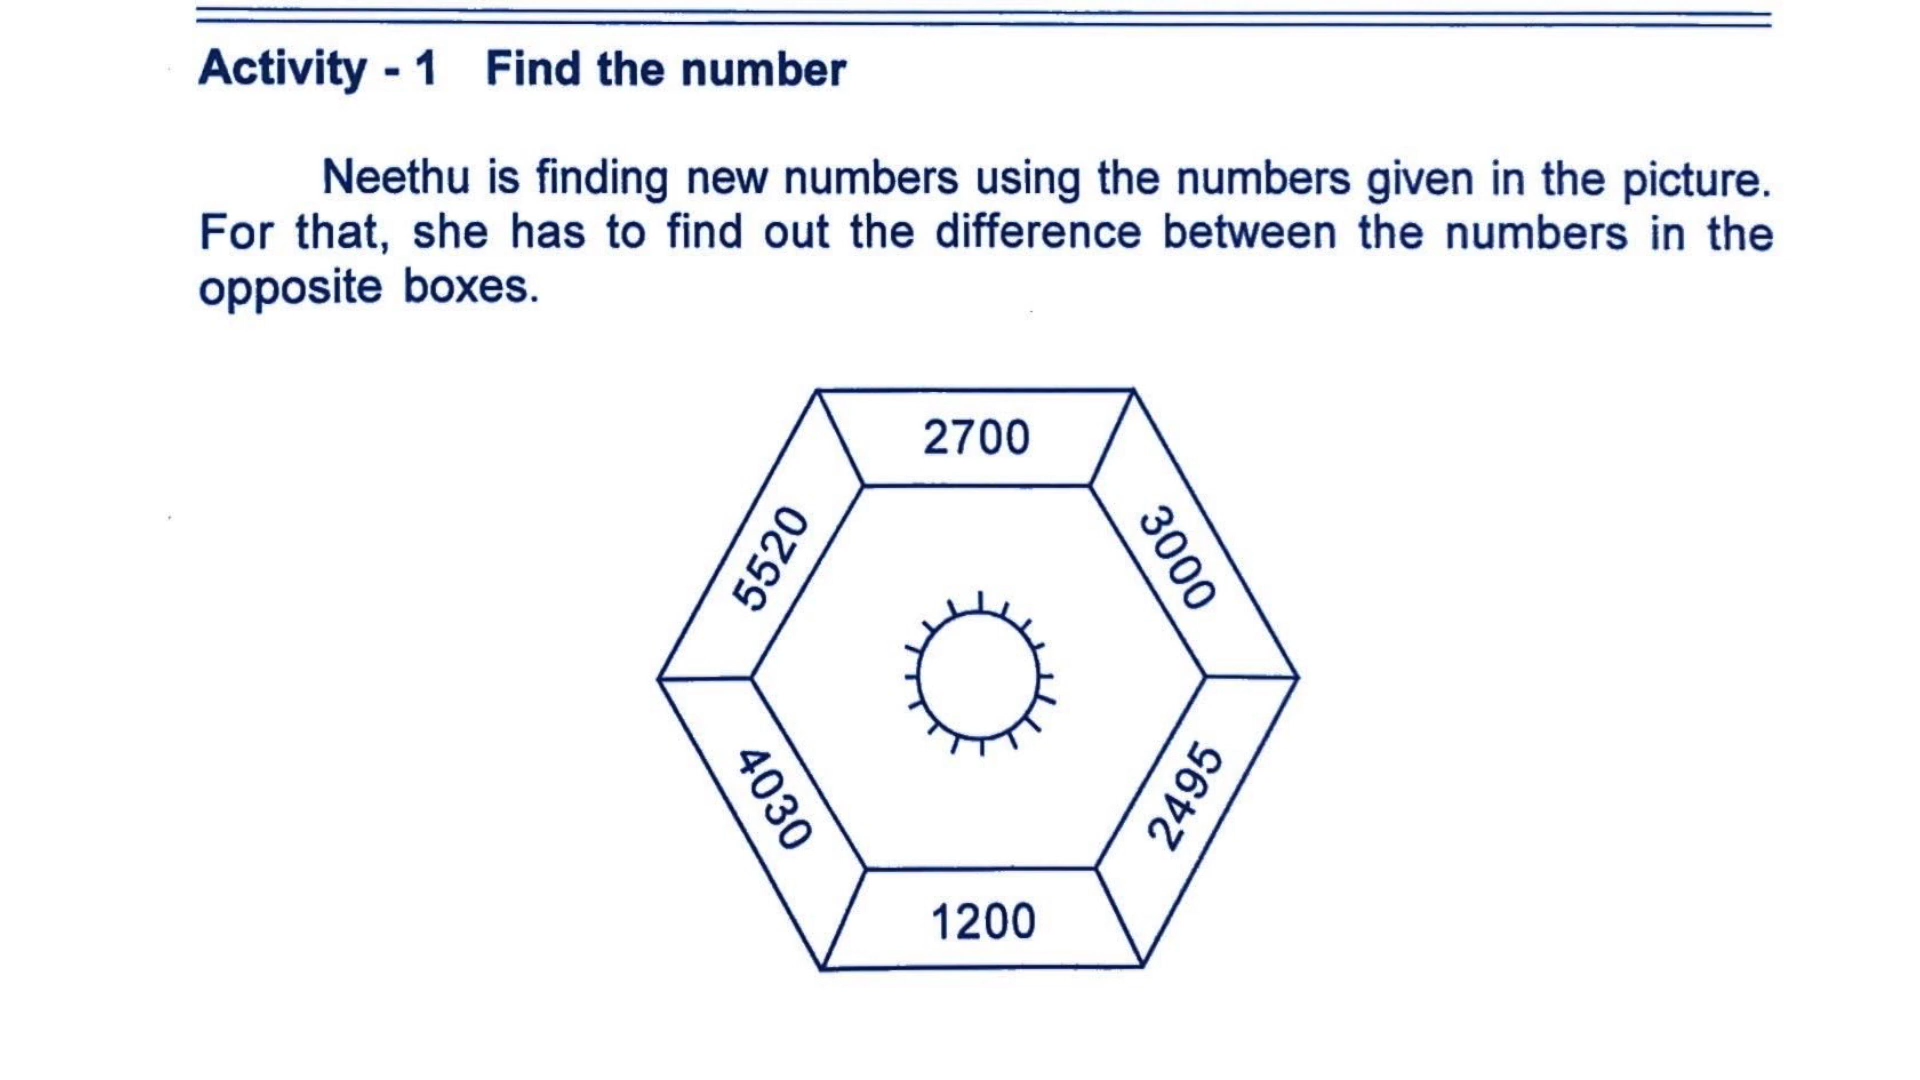 Activity - 1 Find the number
Neethu is finding new numbers using the numbers given in the picture.
For that, she has to find out the difference between the numbers in the
opposite boxes.
2700
5520
3000
4030
2495
1200